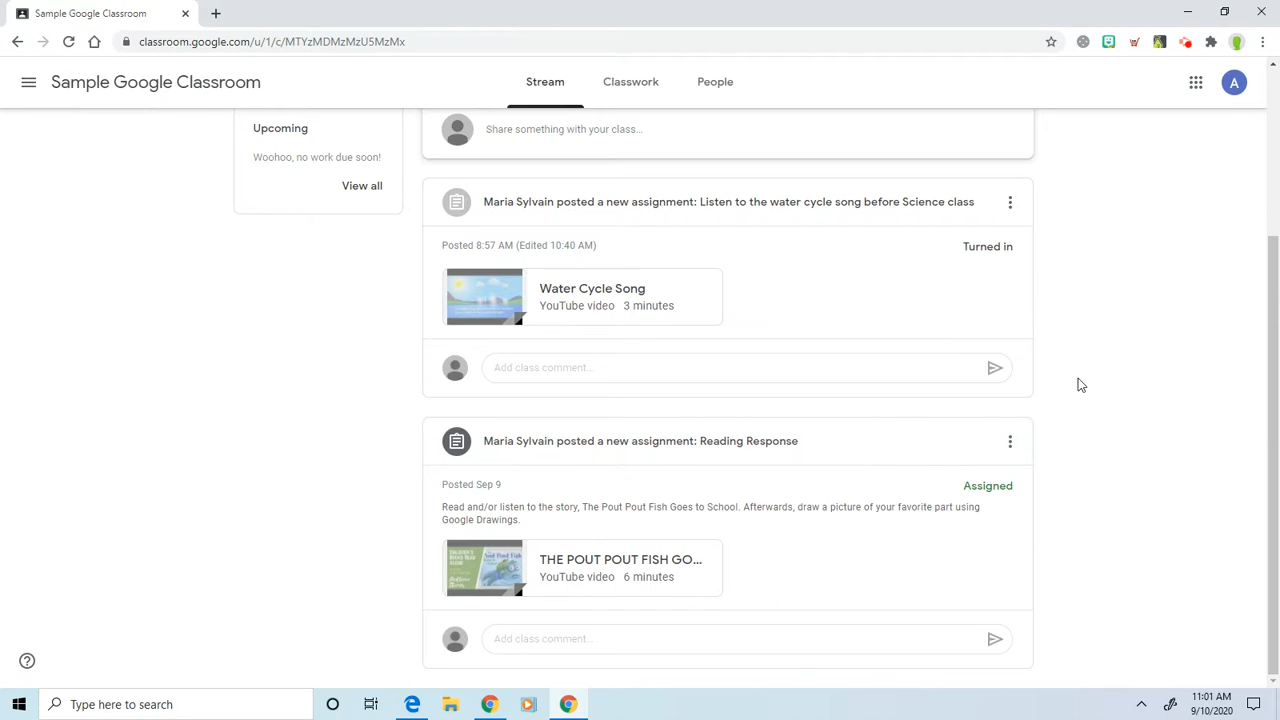 Sample Google Classroom
classroom.google.com/u/1/c/MTYzMDMzMzU5MzMx
Sample Google Classroom
Stream
Classwork
People
A
Upcoming
Woohoo, no work due soon!
View all
Share something with your class...
Maria Sylvain posted a new assignment: Listen to the water cycle song before Science class
Posted 8:57 AM (Edited 10:40 AM)
Turned in
Water Cycle Song
YouTube video 3 minutes
Add class comment...
Maria Sylvain posted a new assignment: Reading Response
Posted Sep 9
Assigned
Read and/or listen to the story, The Pout Pout Fish Goes to School. Afterwards, draw a picture of your favorite part using
Google Drawings.
THE POUT POUT FISH GO...
YouTube video 6 minutes
Add class comment...
Type here to search
11:01 AM
9/10/2020